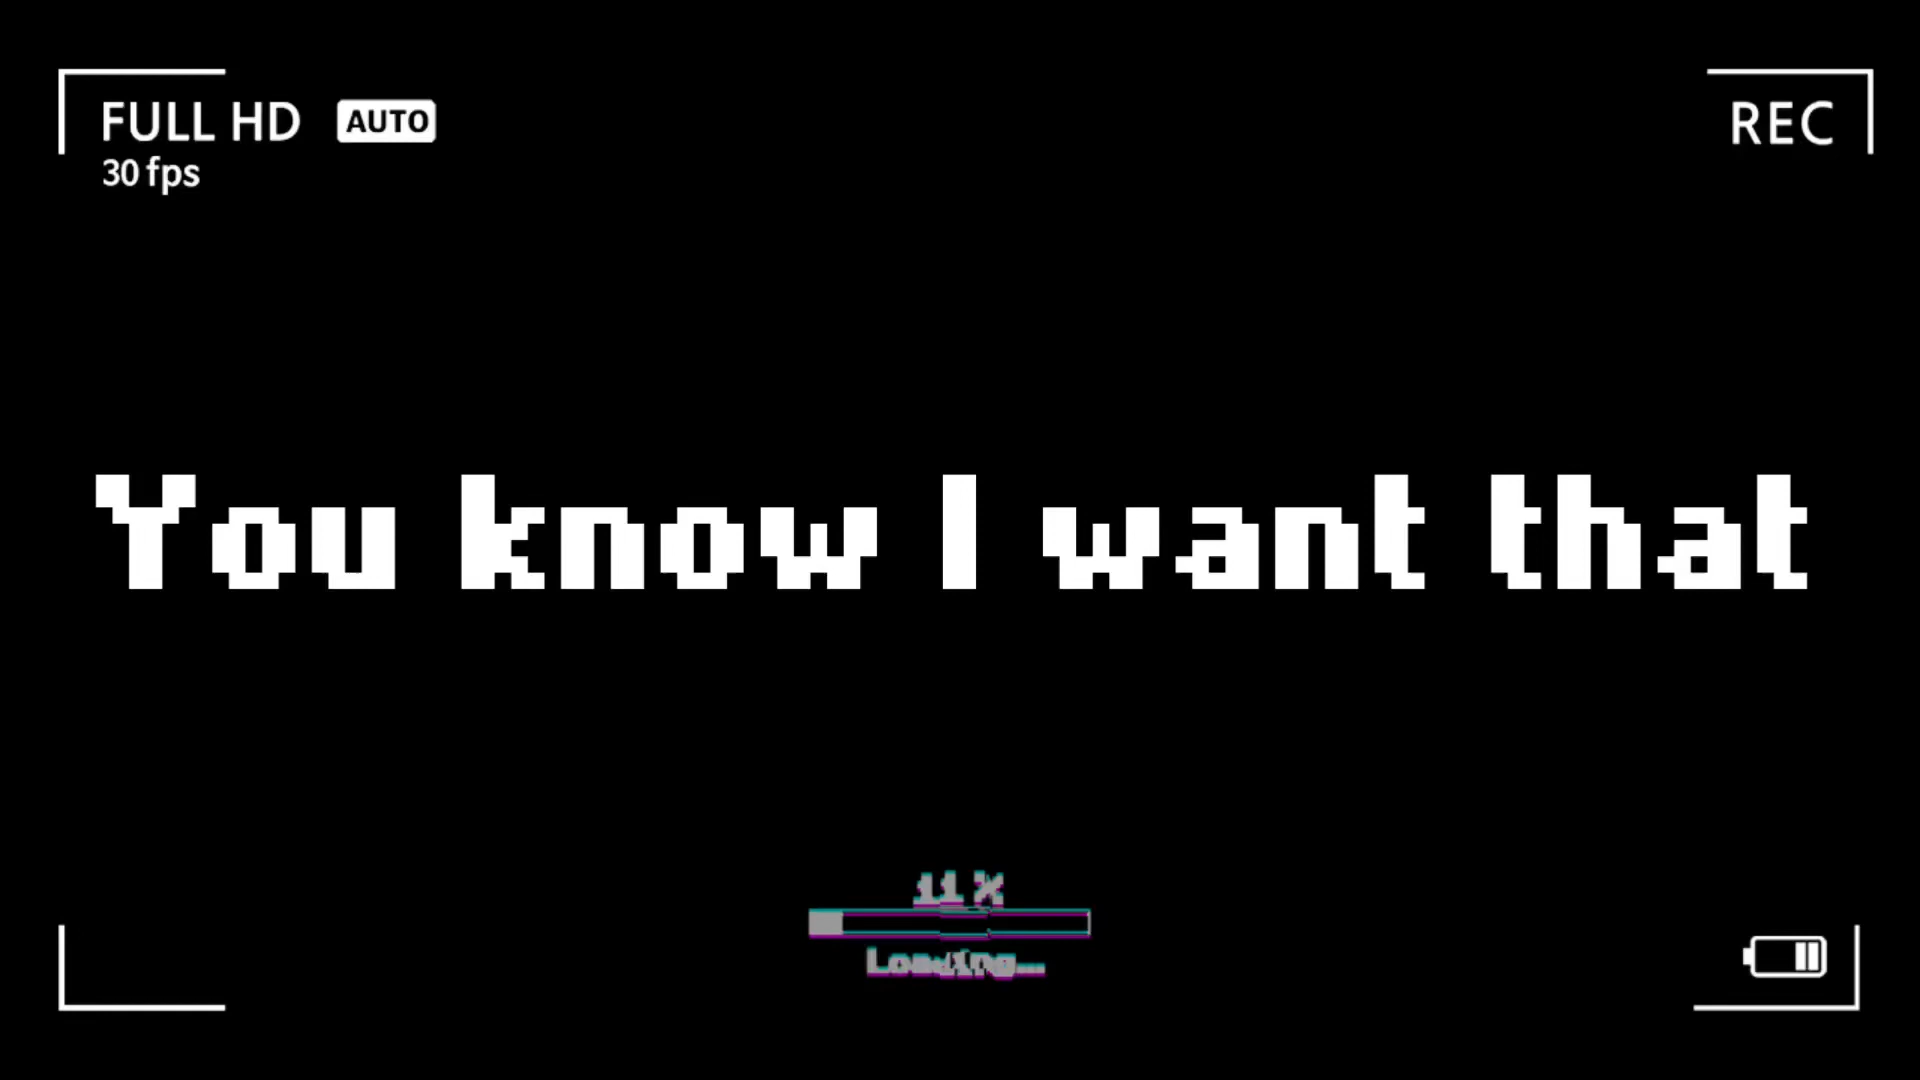 FULL HD AUTO
30 fps
REC
You know I want that
11 %
Loading...